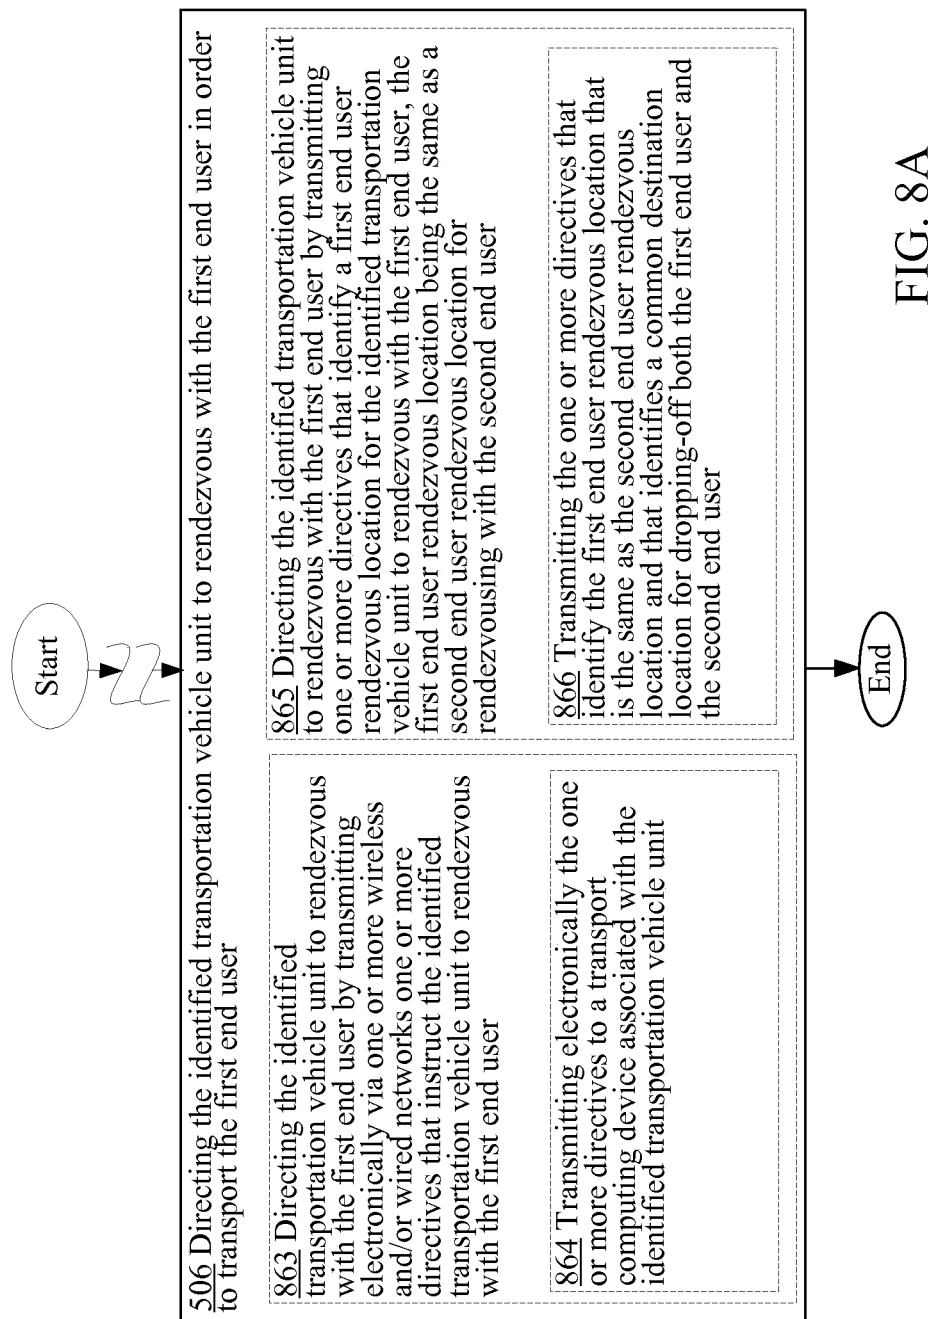 Start
506 Directing the identified transportation vehicle unit to rendezvous with the first end user in order
to transport the first end user
863 Directing the identified
transportation vehicle unit to rendezvous
with the first end user by transmitting
electronically via one or more wireless
and/or wired networks one or more
directives that instruct the identified
transportation vehicle unit to rendezvous
with the first end user
864 Transmitting electronically the one
or more directives to a transport
computing device associated with the
identified transportation vehicle unit
865 Directing the identified transportation vehicle unit
to rendezvous with the first end user by transmitting
one or more directives that identify a first end user
rendezvous location for the identified transportation
vehicle unit to rendezvous with the first end user, the
first end user rendezvous location being the same as a
second end user rendezvous location for
rendezvousing with the second end user
866 Transmitting the one or more directives that
identify the first end user rendezvous location that
is the same as the second end user rendezvous
location and that identifies a common destination
location for dropping-off both the first end user and
the second end user
End
FIG. 8A